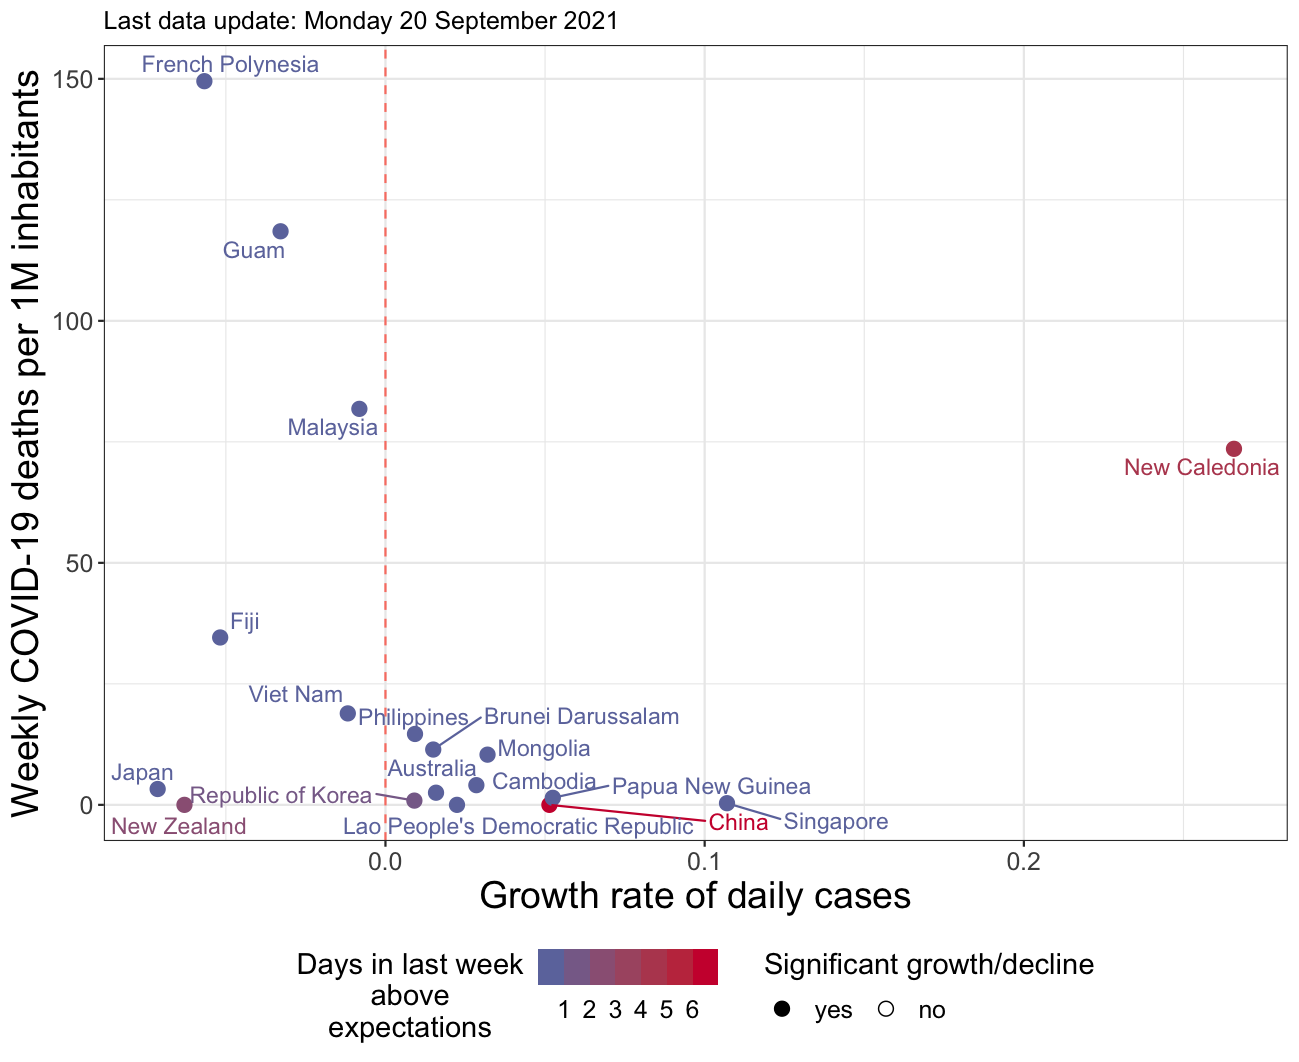 Last data update: Monday 20 September 2021
Weekly COVID-19 deaths per 1M inhabitants
150
100
50
0
French Polynesia
Guam
Malaysia
New Caledonia
Fiji
Viet Nam
Philippines
Brunei Darussalam
Mongolia
Australia
Japan
Cambodia
Papua New Guinea
Republic of Korea
New Zealand
Lao People's Democratic Republic
China
Singapore
0.0
0.1
0.2
Growth rate of daily cases
Days in last week
above
expectations
1 2 3 4 5 6
Significant growth/decline
yes
no